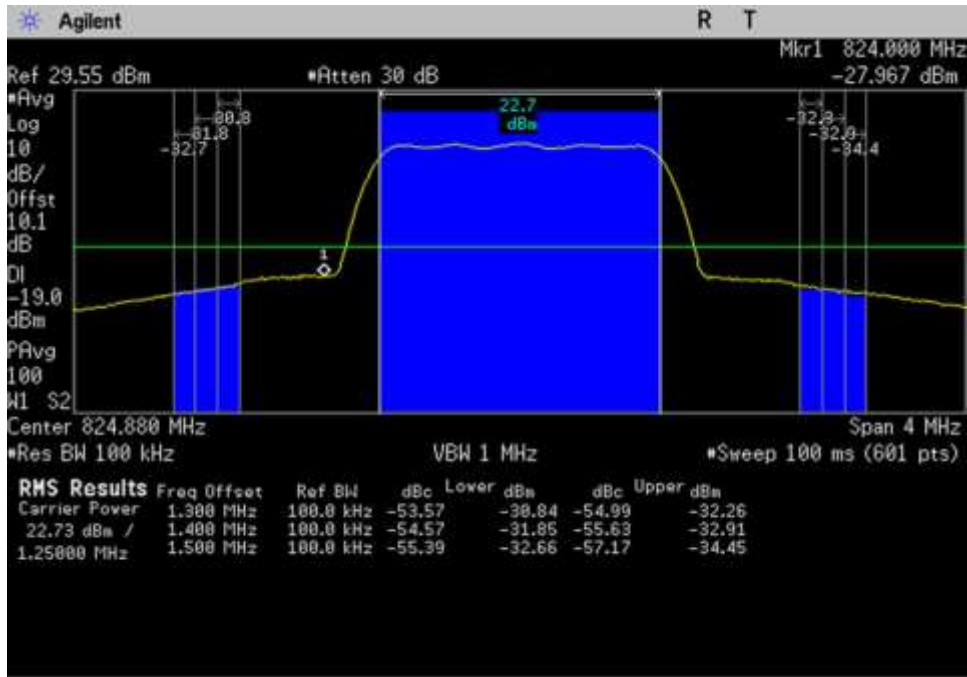 Agilent R T
Mkr1 824.000 MHz
Ref 29.55 dBm #Atten 30 dB -27.967 dBm
#Avg
Log
10
dB/
Offst
10.1
dB
DI
-19.0
dBm
PAvg
100
W1 S2
22.7
dBm
-30.8
-31.8
-32.7
-32.3
-32.9
-34.4
1
Center 824.880 MHz Span 4 MHz
#Res BW 100 kHz VBW 1 MHz #Sweep 100 ms (601 pts)
RMS Results Freq Offset Ref BW dBc Lower dBm dBc Upper dBm
Carrier Power 1.300 MHz 100.0 kHz -53.57 -30.84 -54.99 -32.26
22.73 dBm / 1.400 MHz 100.0 kHz -54.57 -31.85 -55.63 -32.91
1.25000 MHz 1.500 MHz 100.0 kHz -55.39 -32.66 -57.17 -34.45